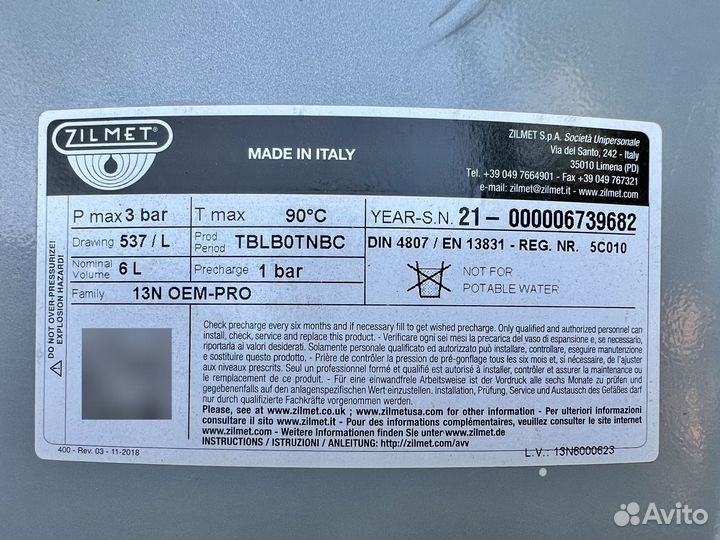 ZILMET
MADE IN ITALY
ZILMET S.p.A. Società Unipersonale
Via del Santo, 242 - Italy
35010 Limena (PD)
Tel. +39 049 7664901 - Fax +39 049 767321
e-mail: zilmet@zilmet.it - www.zilmet.com
P max 3 bar T max 90°C YEAR-S.N. 21- 000006739682
Drawing 537 / L Prod. Period TBLB0TNBC DIN 4807 / EN 13831 - REG. NR. 5C010
Nominal Volume 6 L Precharge 1 bar
NOT FOR
POTABLE WATER
Family 13N OEM-PRO
DO NOT OVER-PRESSURIZE!
EXPLOSION HAZARD!
Check precharge every six months and if necessary fill to get wished precharge. Only qualified and authorized personnel can
install, check, service and replace this product. - Verificare ogni sei mesi la precarica del vaso di espansione e, se necessario,
riportarla ai valori desiderati. Solamente personale qualificato ed autorizzato può installare, controllare, eseguire manutenzione
e sostituire questo prodotto. - Prière de contrôler la pression de pré-gonflage tous les six mois et, si nécessaire, de l'ajuster
aux niveaux prescrits. Seul un professionnel formé et qualifié est autorisé à installer, contrôler et assurer la maintenance ou
le remplacement de ce produit. - Für eine einwandfreie Arbeitsweise ist der Vordruck alle sechs Monate zu prüfen und
gegebenenfalls auf den anlagenspezifischen Wert einzustellen. Installation, Prüfung, Service und Austausch des Gefäßes darf
nur durch qualifizierte Fachkräfte vorgenommen werden.
Please, see at www.zilmet.co.uk ; www.zilmetusa.com for other information - Per ulteriori informazioni
consultare il sito www.zilmet.it - Pour des informations complémentaires, veuillez consulter notre site
www.zilmet.com - Weitere Informationen finden Sie unter www.zilmet.de
INSTRUCTIONS / ISTRUZIONI / ANLEITUNG: http://zilmet.com/avv
400 - Rev. 03 - 11-2018
L.V.: 13N6000623
Avito